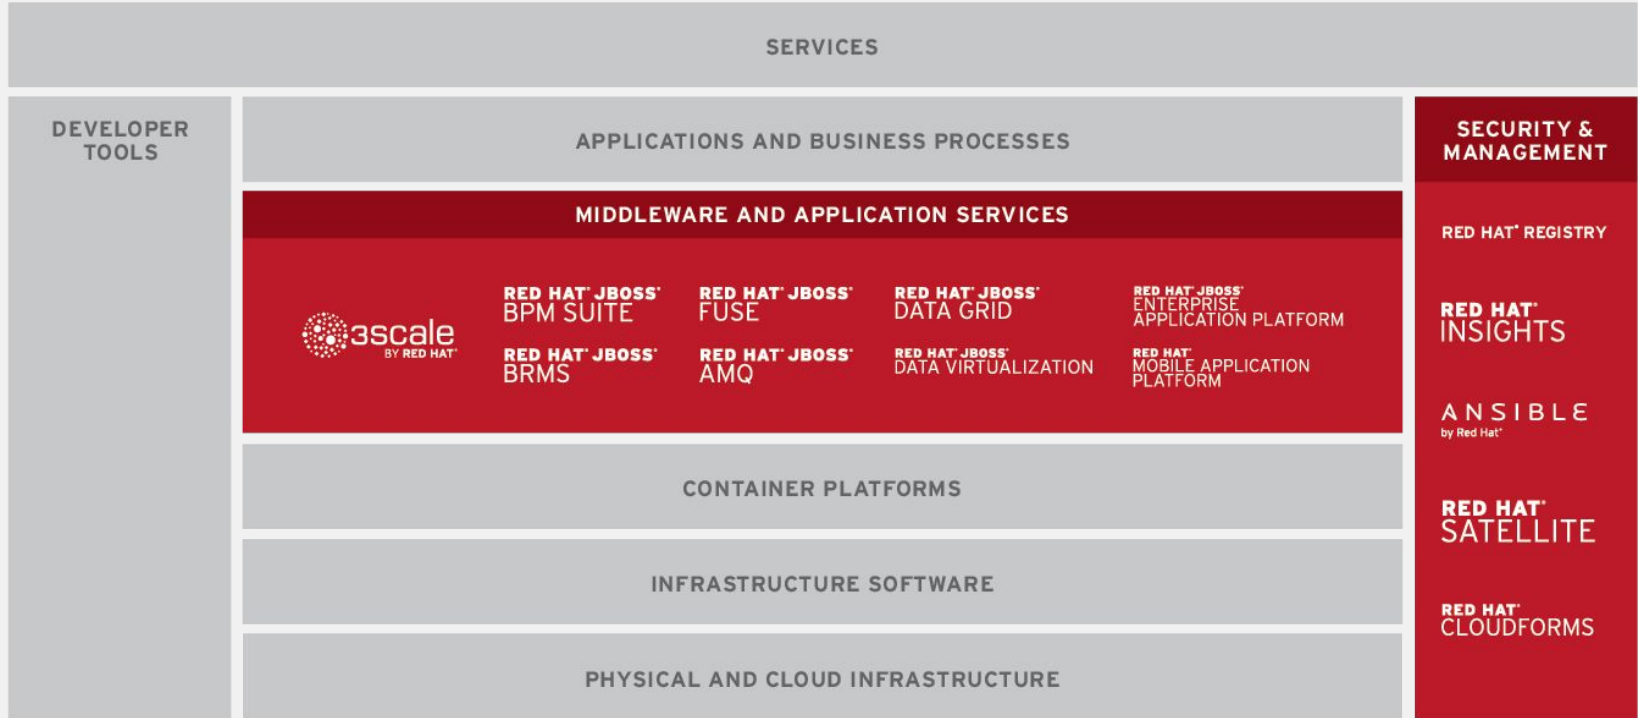 SERVICES
DEVELOPER
TOOLS
APPLICATIONS AND BUSINESS PROCESSES
MIDDLEWARE AND APPLICATION SERVICES
3scale
BY RED HAT®
RED HAT® JBOSS®
BPM SUITE
RED HAT® JBOSS®
BRMS
RED HAT® JBOSS®
FUSE
RED HAT® JBOSS®
AMQ
RED HAT® JBOSS®
DATA GRID
RED HAT® JBOSS®
DATA VIRTUALIZATION
RED HAT® JBOSS®
ENTERPRISE
APPLICATION PLATFORM
RED HAT®
MOBILE APPLICATION
PLATFORM
CONTAINER PLATFORMS
INFRASTRUCTURE SOFTWARE
PHYSICAL AND CLOUD INFRASTRUCTURE
SECURITY &
MANAGEMENT
RED HAT® REGISTRY
RED HAT®
INSIGHTS
ANSIBLE
by Red Hat®
RED HAT®
SATELLITE
RED HAT®
CLOUDFORMS